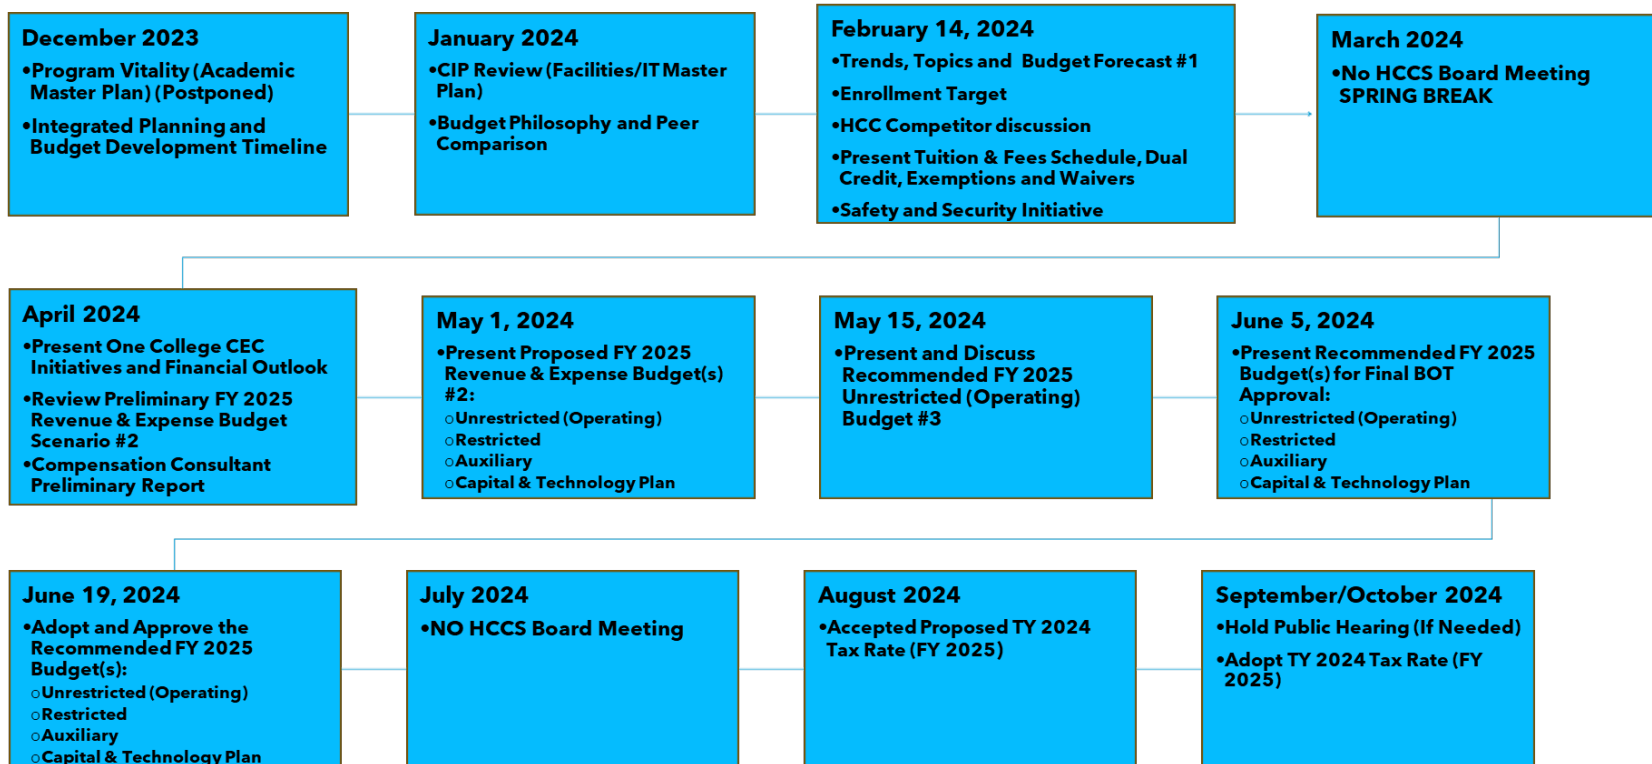 December 2023
•Program Vitality (Academic
Master Plan) (Postponed)
•Integrated Planning and
Budget Development Timeline
January 2024
•CIP Review (Facilities/IT Master
Plan)
•Budget Philosophy and Peer
Comparison
February 14, 2024
•Trends, Topics and Budget Forecast #1
•Enrollment Target
•HCC Competitor discussion
•Present Tuition & Fees Schedule, Dual
Credit, Exemptions and Waivers
•Safety and Security Initiative
March 2024
•No HCCS Board Meeting
SPRING BREAK
April 2024
•Present One College CEC
Initiatives and Financial Outlook
•Review Preliminary FY 2025
Revenue & Expense Budget
Scenario #2
•Compensation Consultant
Preliminary Report
May 1, 2024
•Present Proposed FY 2025
Revenue & Expense Budget(s)
#2:
○Unrestricted (Operating)
○Restricted
○Auxiliary
○Capital & Technology Plan
May 15, 2024
•Present and Discuss
Recommended FY 2025
Unrestricted (Operating)
Budget #3
June 5, 2024
•Present Recommended FY 2025
Budget(s) for Final BOT
Approval:
○Unrestricted (Operating)
○Restricted
○Auxiliary
○Capital & Technology Plan
June 19, 2024
•Adopt and Approve the
Recommended FY 2025
Budget(s):
○Unrestricted (Operating)
○Restricted
○Auxiliary
○Capital & Technology Plan
July 2024
•NO HCCS Board Meeting
August 2024
•Accepted Proposed TY 2024
Tax Rate (FY 2025)
September/October 2024
•Hold Public Hearing (If Needed)
•Adopt TY 2024 Tax Rate (FY
2025)